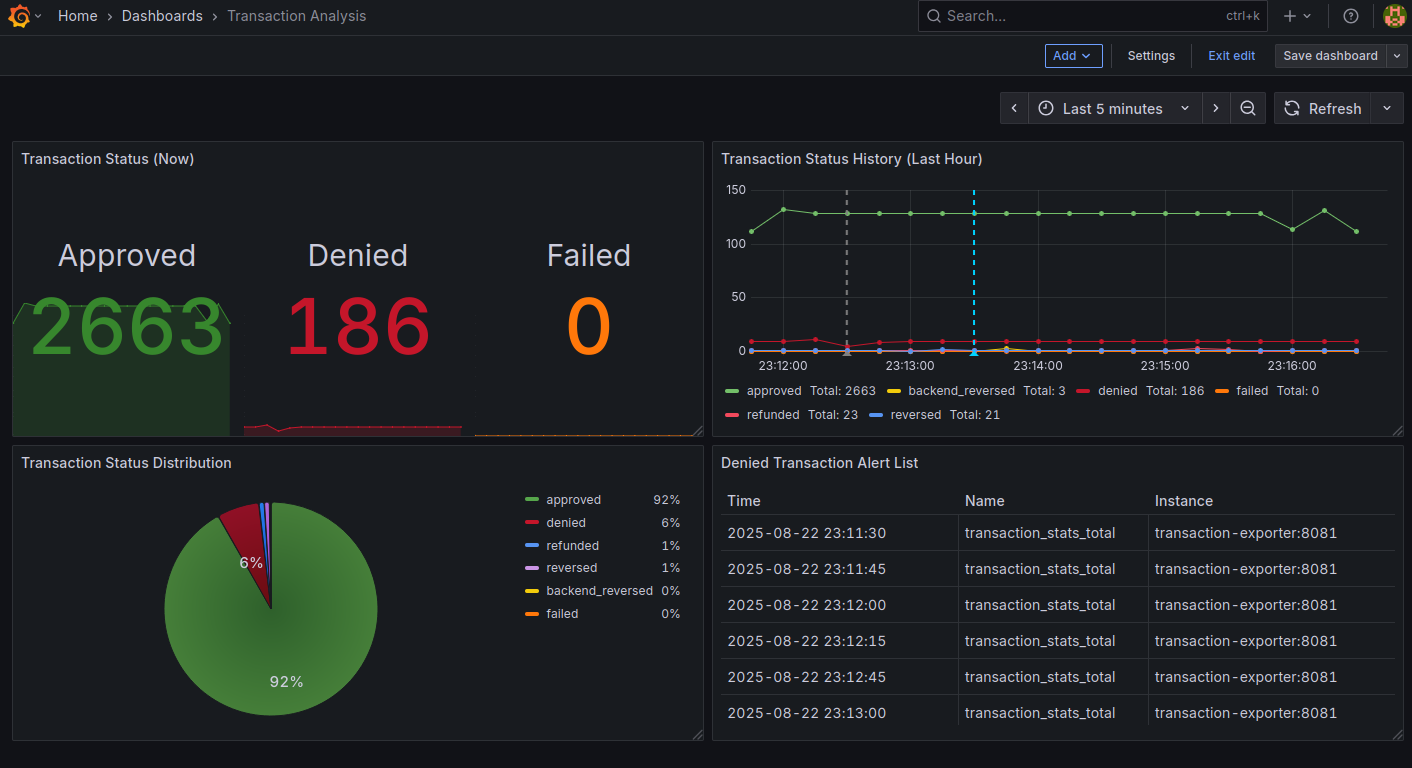 Home › Dashboards › Transaction Analysis
Search... ctrl+k
Add Settings Exit edit Save dashboard
Last 5 minutes Refresh
Transaction Status (Now)
Approved Denied Failed
2663 186 0
Transaction Status History (Last Hour)
150
100
50
0
23:12:00 23:13:00 23:14:00 23:15:00 23:16:00
approved Total: 2663 backend_reversed Total: 3 denied Total: 186 failed Total: 0
refunded Total: 23 reversed Total: 21
Transaction Status Distribution
6%
92%
approved 92%
denied 6%
refunded 1%
reversed 1%
backend_reversed 0%
failed 0%
Denied Transaction Alert List
Time Name Instance
2025-08-22 23:11:30 transaction_stats_total transaction-exporter:8081
2025-08-22 23:11:45 transaction_stats_total transaction-exporter:8081
2025-08-22 23:12:00 transaction_stats_total transaction-exporter:8081
2025-08-22 23:12:15 transaction_stats_total transaction-exporter:8081
2025-08-22 23:12:45 transaction_stats_total transaction-exporter:8081
2025-08-22 23:13:00 transaction_stats_total transaction-exporter:8081